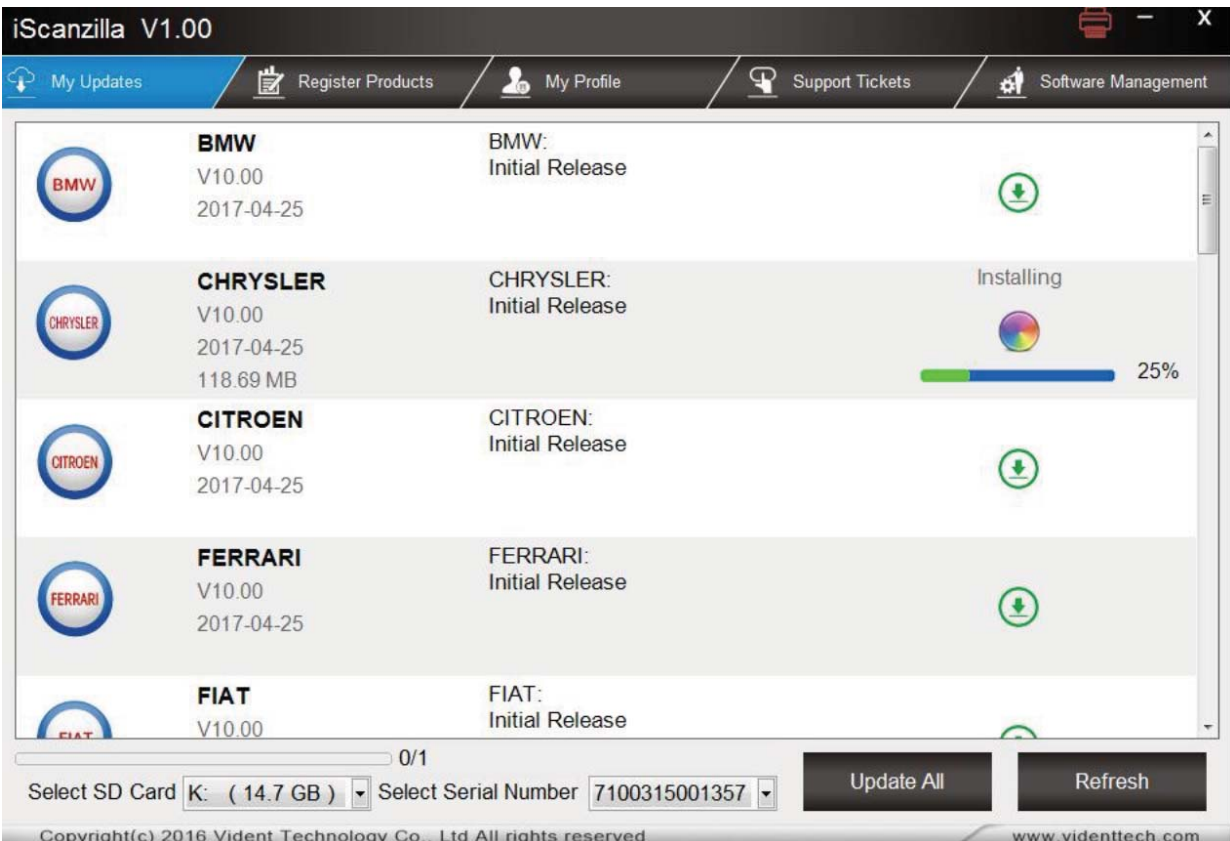 iScanzilla V1.00
X
My Updates
Register Products
My Profile
Support Tickets
Software Management
BMW
BMW
V10.00
2017-04-25
BMW:
Initial Release
CHRYSLER
CHRYSLER
V10.00
2017-04-25
118.69 MB
CHRYSLER:
Initial Release
Installing
25%
CITROEN
CITROEN
V10.00
2017-04-25
CITROEN:
Initial Release
FERRARI
FERRARI
V10.00
2017-04-25
FERRARI:
Initial Release
FIAT
FIAT
V10.00
FIAT:
Initial Release
0/1
Select SD Card K: ( 14.7 GB ) Select Serial Number 7100315001357
Update All
Refresh
Copyright(c) 2016 Vident Technology Co., Ltd All rights reserved
www.videnttech.com